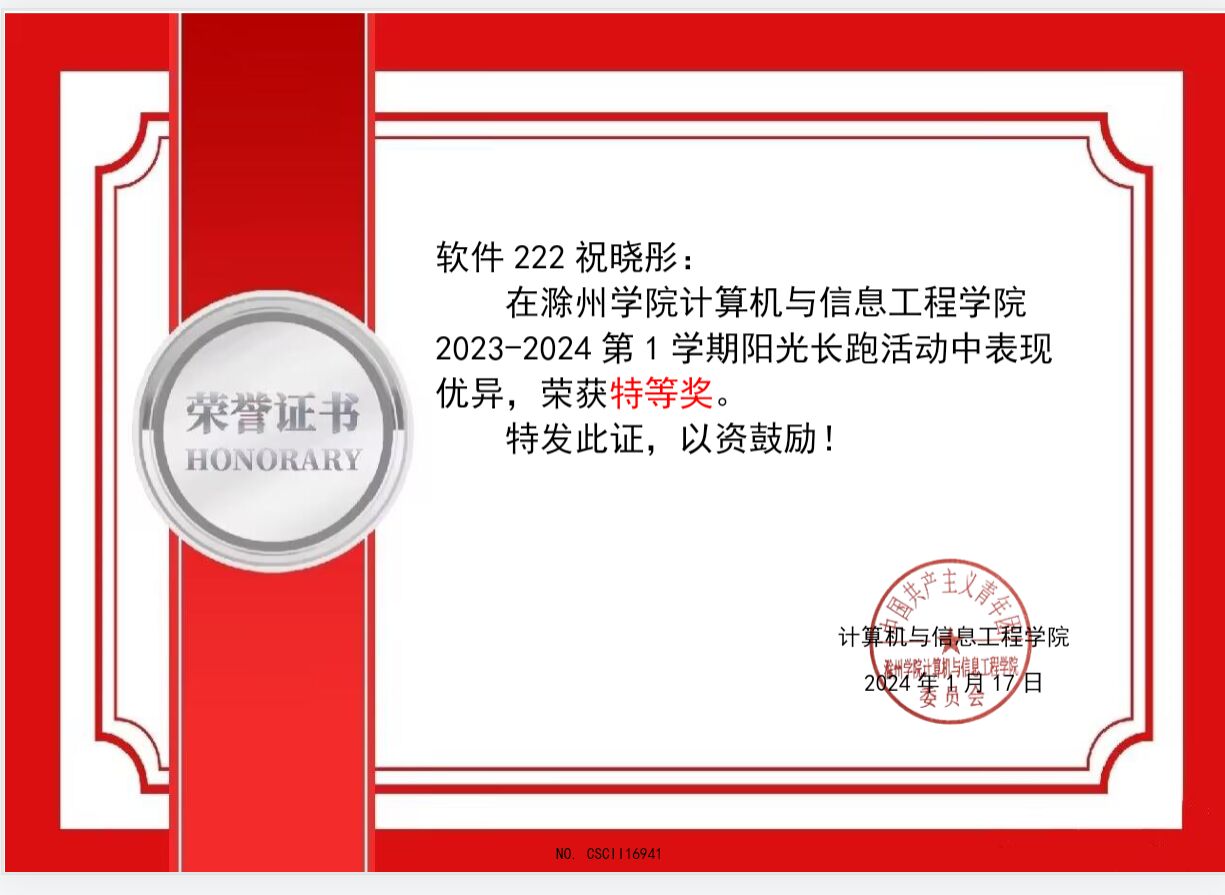 荣誉证书
HONORARY
软件 222 祝晓彤：
在滁州学院计算机与信息工程学院
2023-2024 第 1 学期阳光长跑活动中表现
优异，荣获特等奖。
特发此证，以资鼓励！
中国共产主义青年团
计算机与信息工程学院
滁州学院计算机与信息工程学院
2024 年 1 月 17 日
委员会
NO. CSCII16941